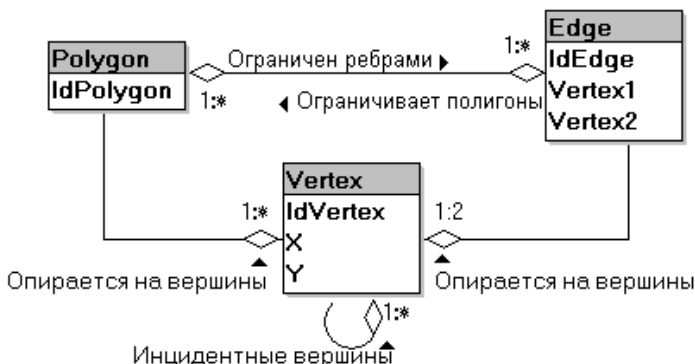 Polygon
IdPolygon
Ограничен ребрами
1:*
1:*
Ограничивает полигоны
Edge
IdEdge
Vertex1
Vertex2
Vertex
IdVertex
X
Y
1:*
1:2
Опирается на вершины
Опирается на вершины
1:*
Инцидентные вершины